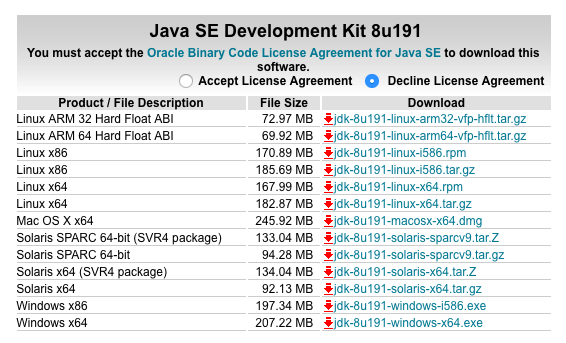 Java SE Development Kit 8u191
You must accept the Oracle Binary Code License Agreement for Java SE to download this
software.
Accept License Agreement Decline License Agreement
Product / File Description File Size Download
Linux ARM 32 Hard Float ABI 72.97 MB jdk-8u191-linux-arm32-vfp-hflt.tar.gz
Linux ARM 64 Hard Float ABI 69.92 MB jdk-8u191-linux-arm64-vfp-hflt.tar.gz
Linux x86 170.89 MB jdk-8u191-linux-i586.rpm
Linux x86 185.69 MB jdk-8u191-linux-i586.tar.gz
Linux x64 167.99 MB jdk-8u191-linux-x64.rpm
Linux x64 182.87 MB jdk-8u191-linux-x64.tar.gz
Mac OS X x64 245.92 MB jdk-8u191-macosx-x64.dmg
Solaris SPARC 64-bit (SVR4 package) 133.04 MB jdk-8u191-solaris-sparcv9.tar.Z
Solaris SPARC 64-bit 94.28 MB jdk-8u191-solaris-sparcv9.tar.gz
Solaris x64 (SVR4 package) 134.04 MB jdk-8u191-solaris-x64.tar.Z
Solaris x64 92.13 MB jdk-8u191-solaris-x64.tar.gz
Windows x86 197.34 MB jdk-8u191-windows-i586.exe
Windows x64 207.22 MB jdk-8u191-windows-x64.exe